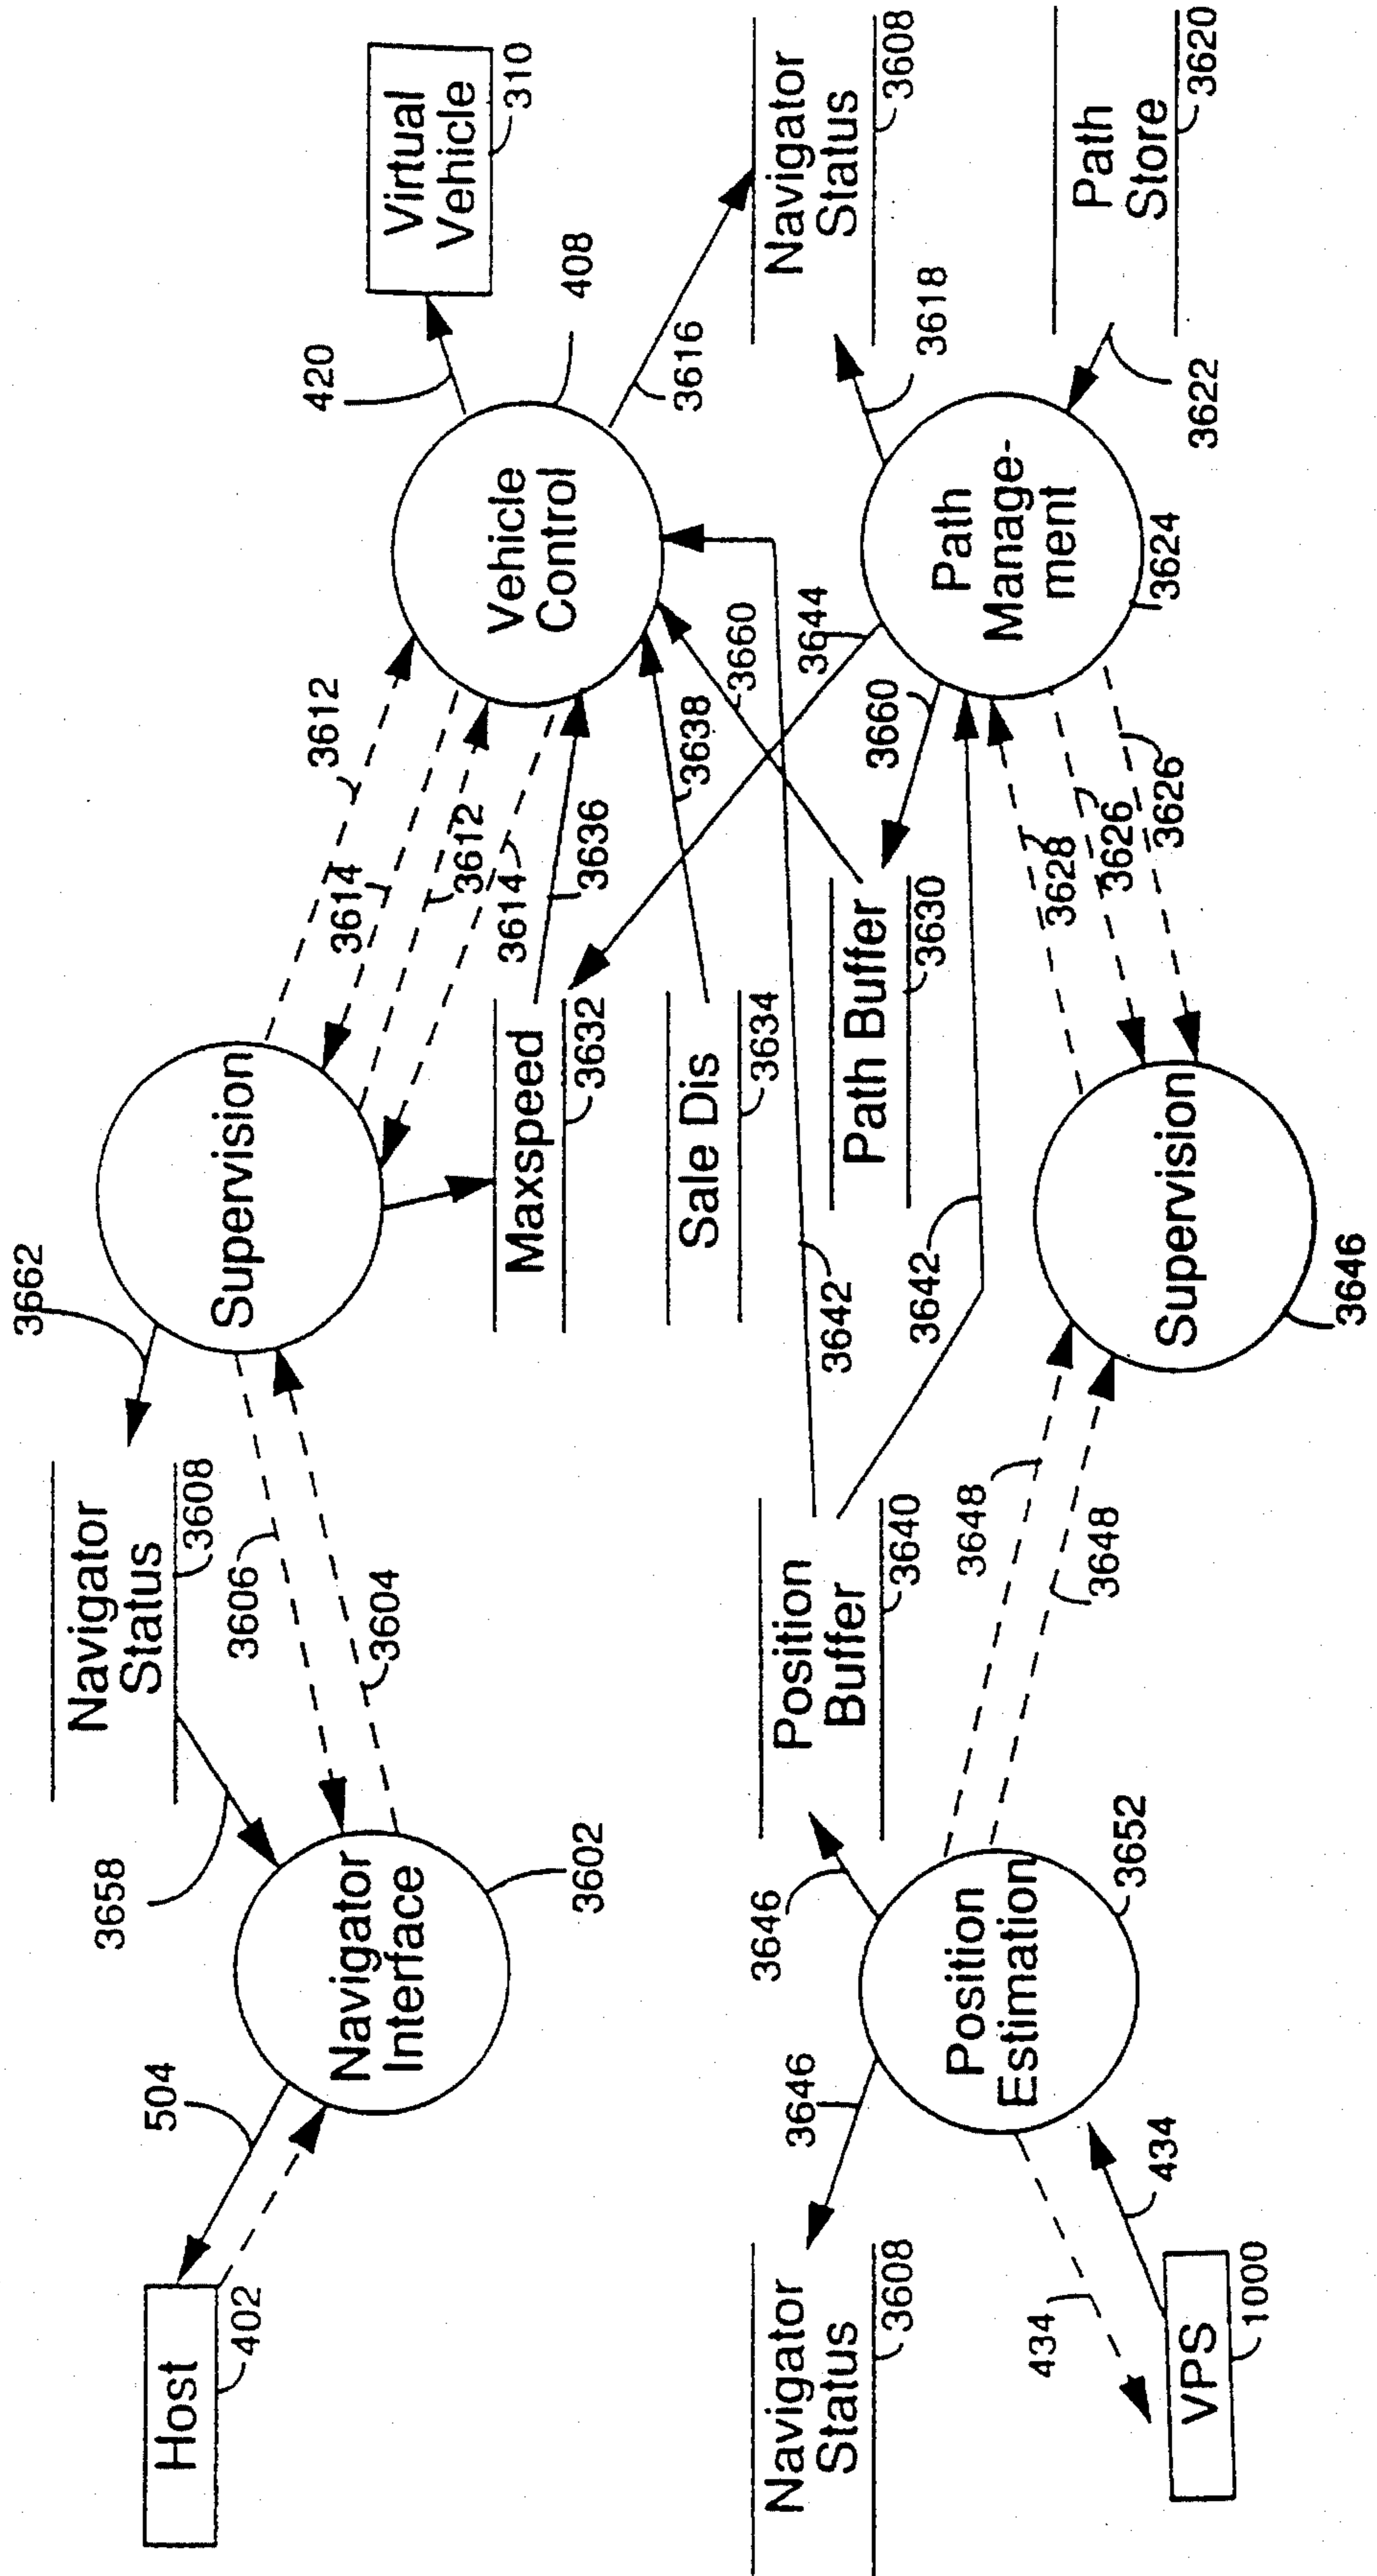 Host
402
504
Navigator
Interface
3602
3658
Navigator
Status
3608
3606
3604
3662
Supervision
3612
3614
3612
3614
Maxspeed
3632
3636
Sale Dis
3634
3638
Vehicle
Control
408
420
Virtual
Vehicle
310
3616
Navigator
Status
3608
3618
3660
3644
Path Buffer
3630
3660
Path
Manage-
ment
3624
3622
Path
Store
3620
3642
3642
3628
3626
3626
Supervision
3646
3648
3648
Position
Buffer
3640
3646
3646
Position
Estimation
3652
Navigator
Status
3608
434
434
VPS
1000